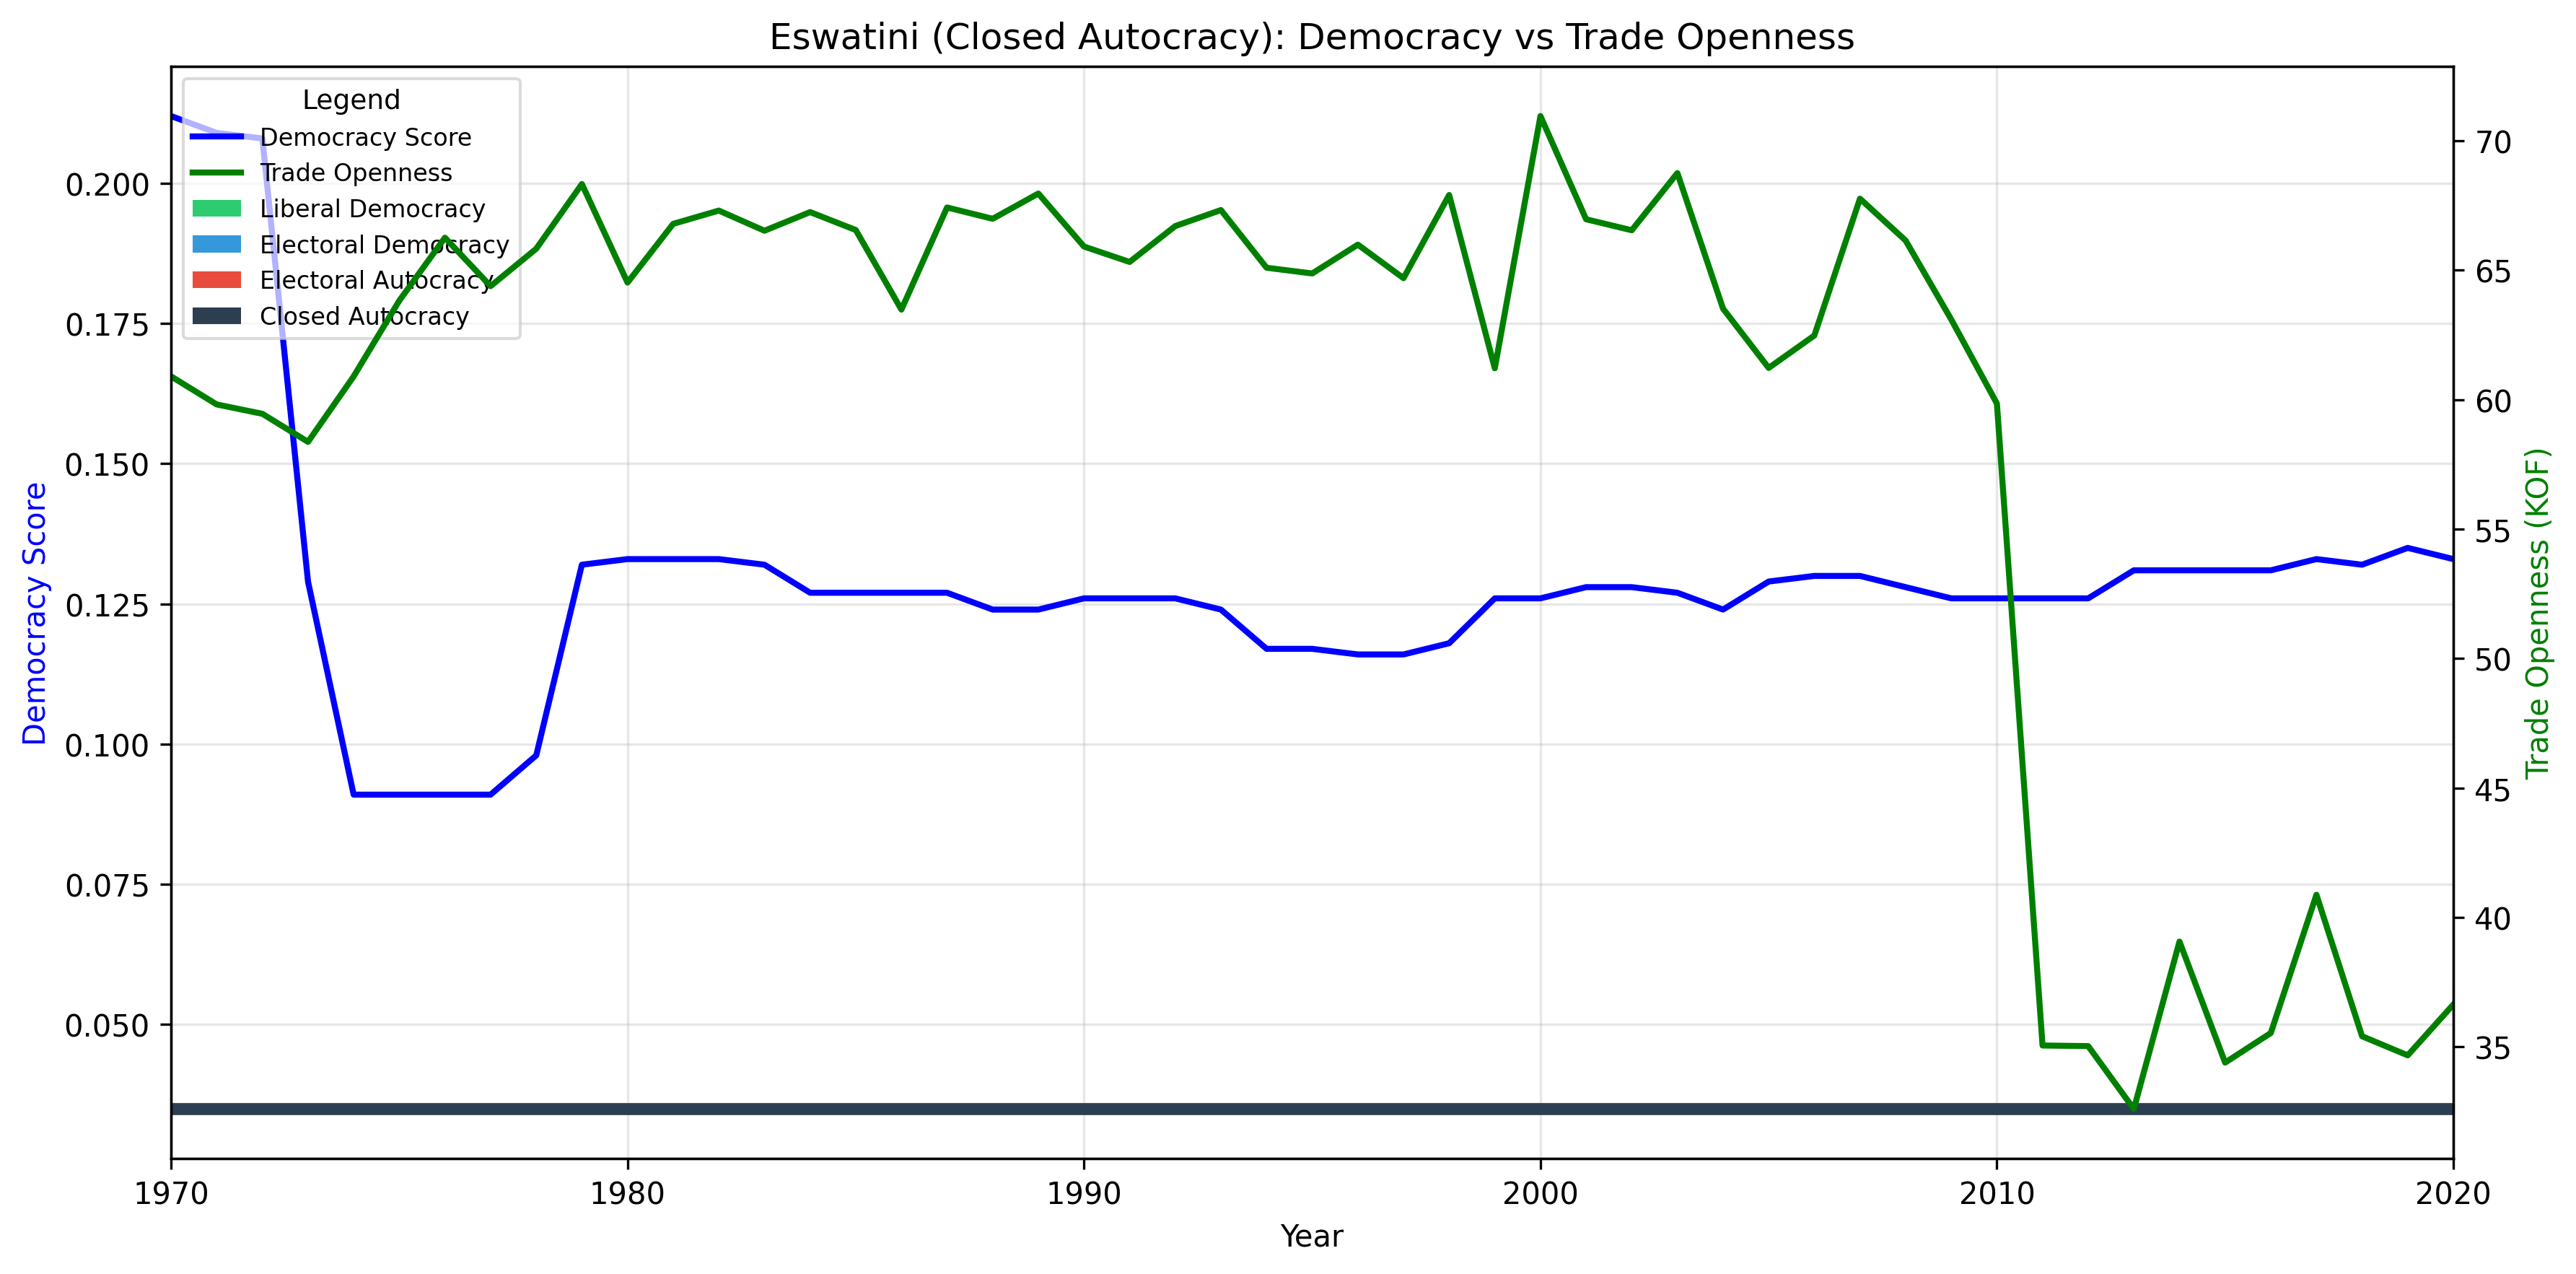 Eswatini (Closed Autocracy): Democracy vs Trade Openness
Legend
Democracy Score
Trade Openness
Liberal Democracy
Electoral Democracy
Electoral Autocracy
Closed Autocracy
Democracy Score
0.200
0.175
0.150
0.125
0.100
0.075
0.050
70
65
60
55
50
45
40
35
Trade Openness (KOF)
1970
1980
1990
2000
2010
2020
Year